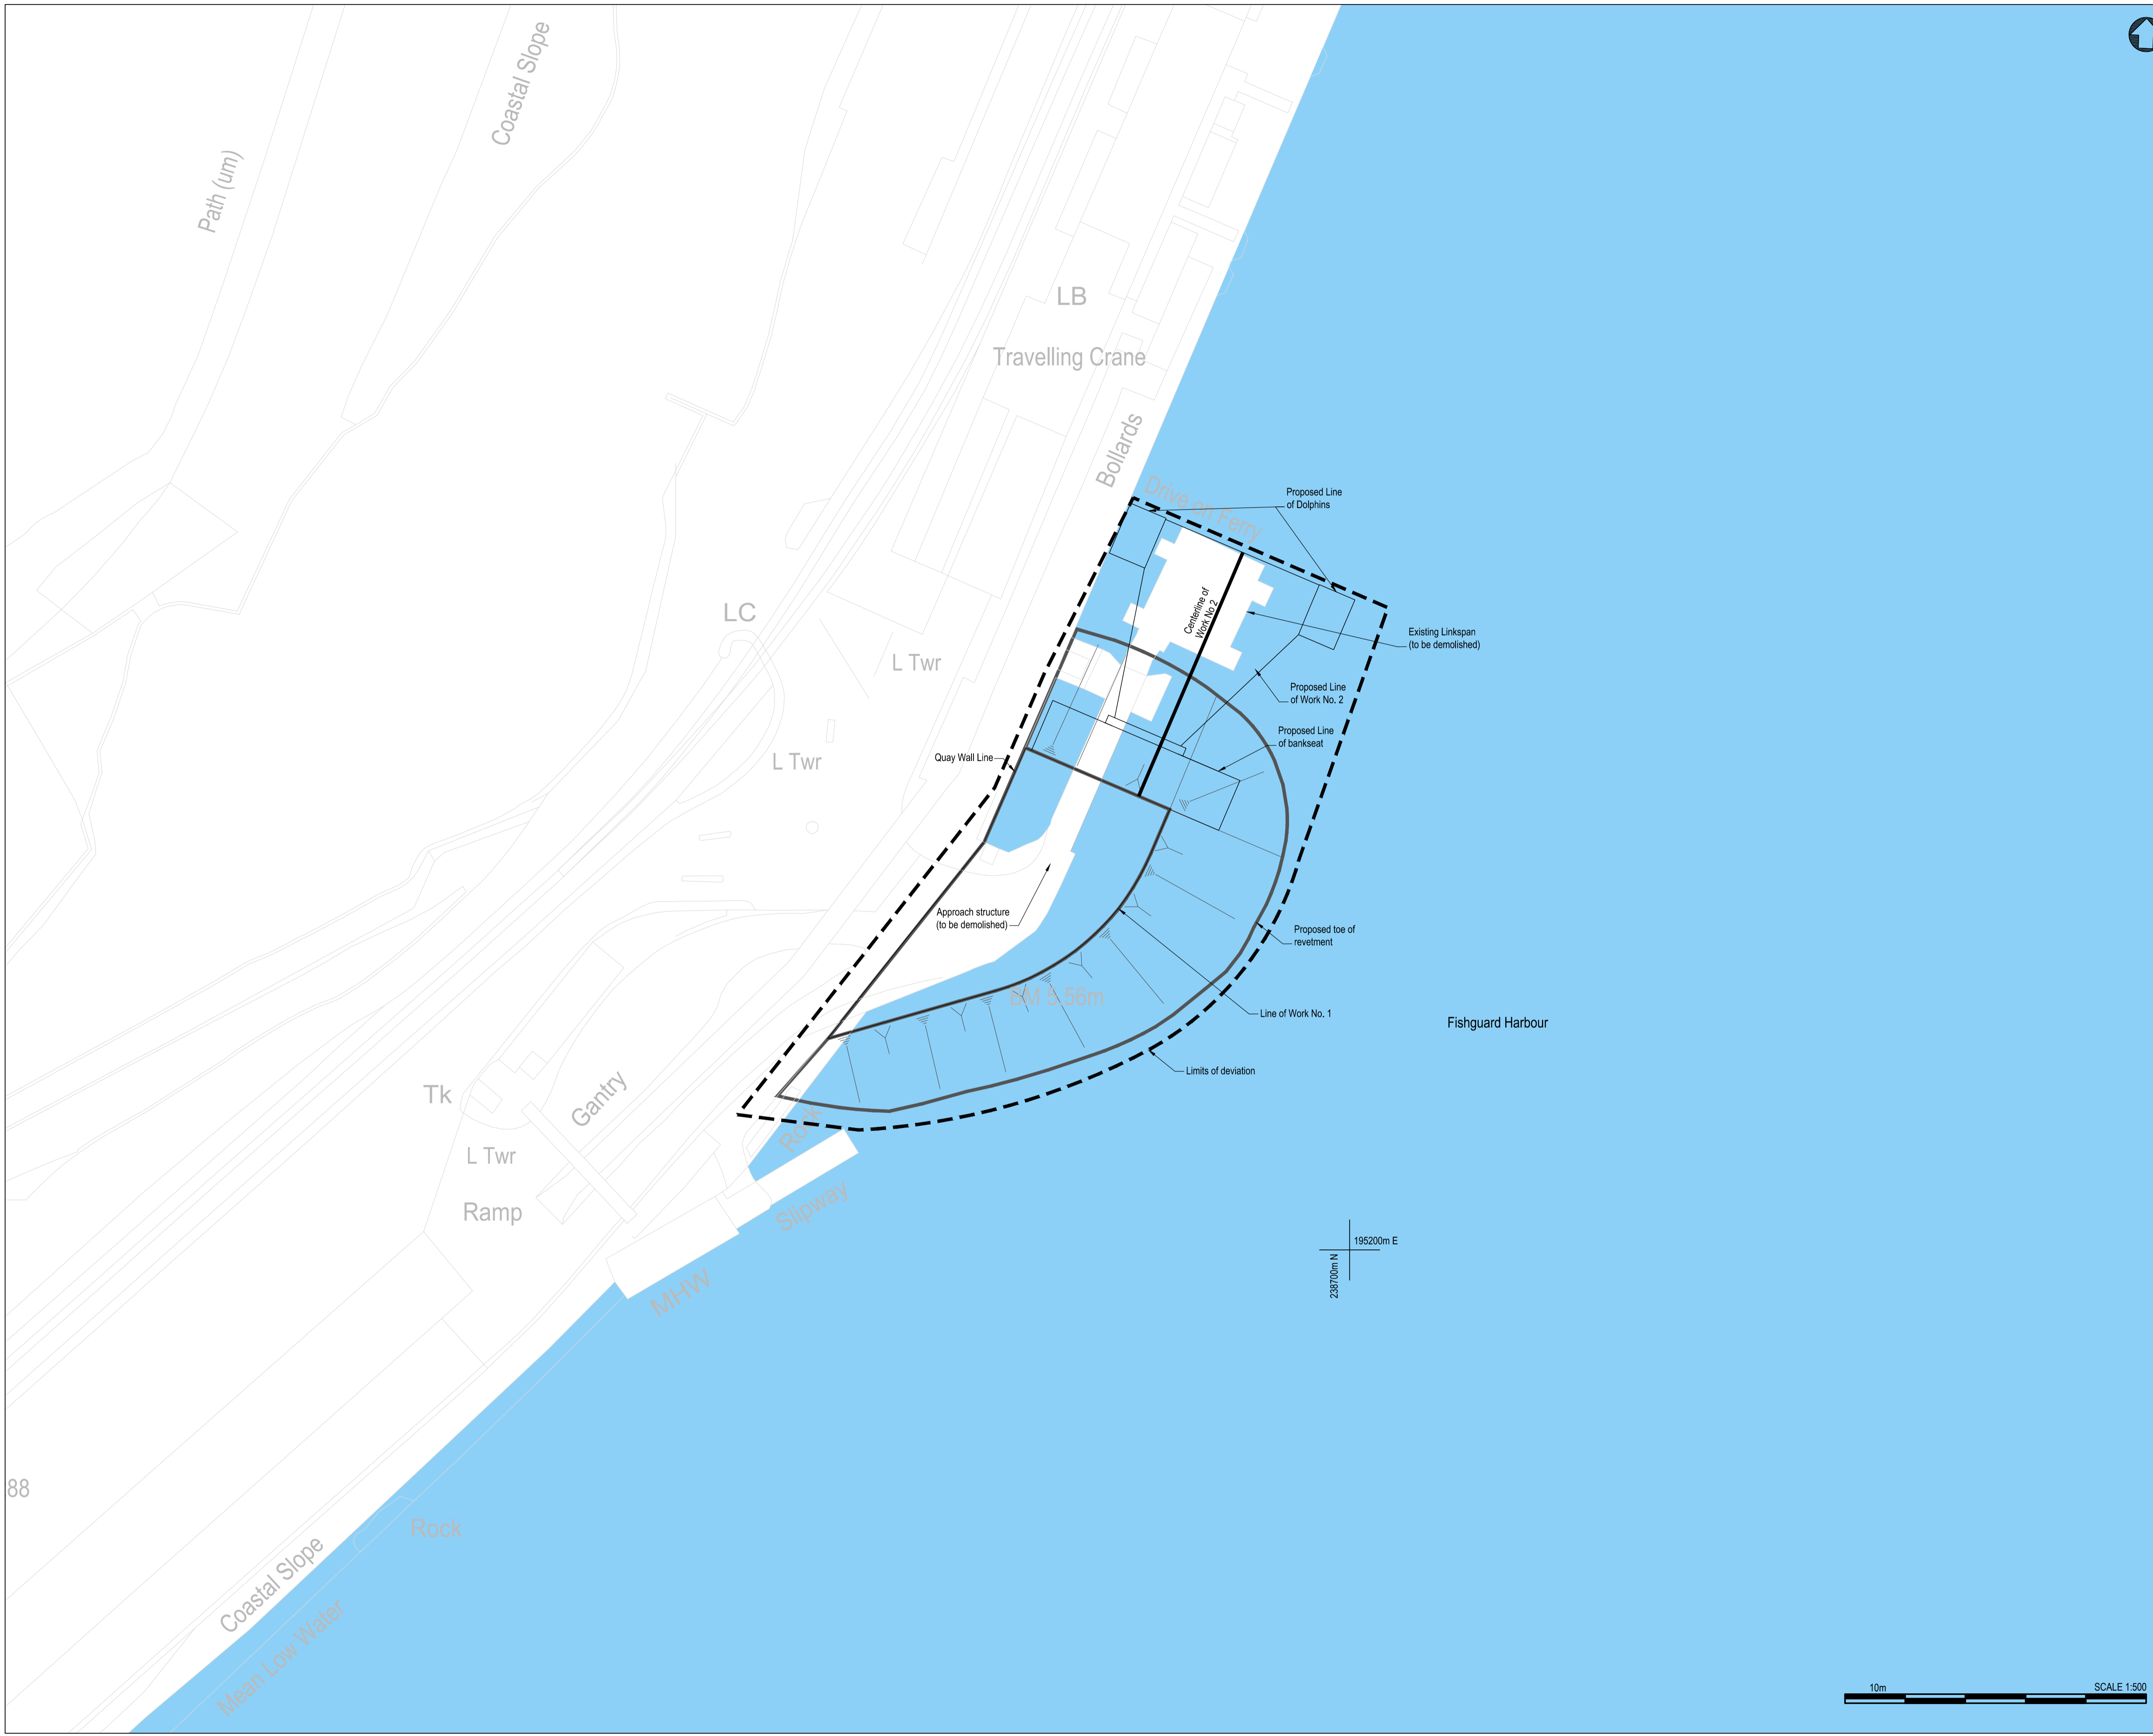 Coastal Slope
Path (um)
LB
Travelling Crane
Bollards
Drive on Ferry
Proposed Line
of Dolphins
Centerline of
Work No 2
LC
Existing Linkspan
(to be demolished)
L Twr
Proposed Line
of Work No. 2
Proposed Line
of bankseat
Quay Wall Line
L Twr
Approach structure
(to be demolished)
Proposed toe of
revetment
BM 5.56m
Line of Work No. 1
Fishguard Harbour
Limits of deviation
Tk
Gantry
Rock
L Twr
Ramp
Slipway
MHW
195200m E
238700m N
88
Rock
Coastal Slope
Mean Low Water
10m
SCALE 1:500